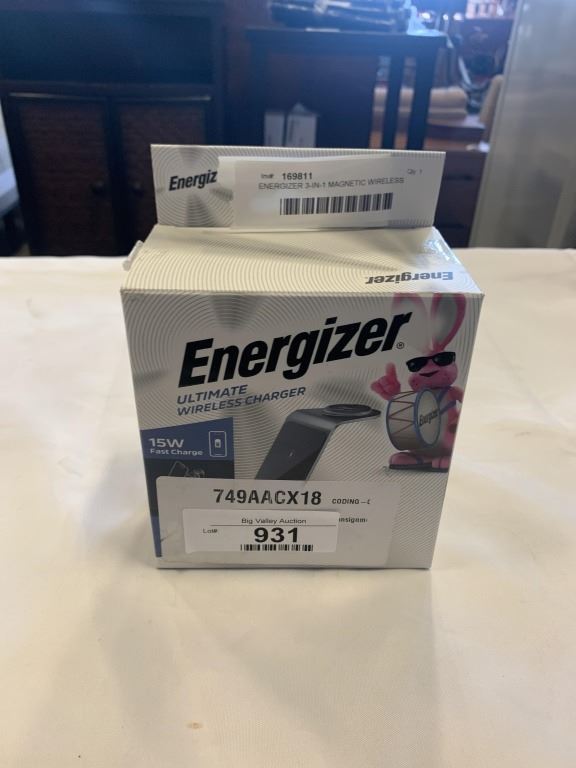 Energiz
Inv# 169811 Qty 1
ENERGIZER 3-IN-1 MAGNETIC WIRELESS
Energizer
Energizer®
ULTIMATE
WIRELESS CHARGER
Energizer
15W
Fast Charge
749AACX18 CODING
Big Valley Auction
Lot# 931